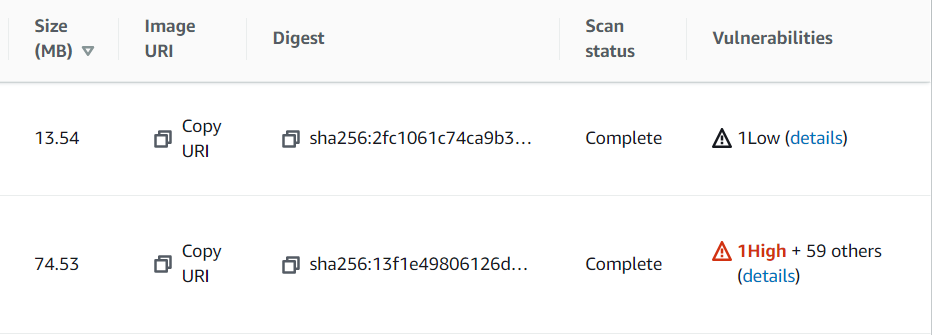 Size (MB) Image URI Digest Scan status Vulnerabilities
13.54 Copy URI sha256:2fc1061c74ca9b3... Complete 1Low (details)
74.53 Copy URI sha256:13f1e49806126d... Complete 1High + 59 others (details)